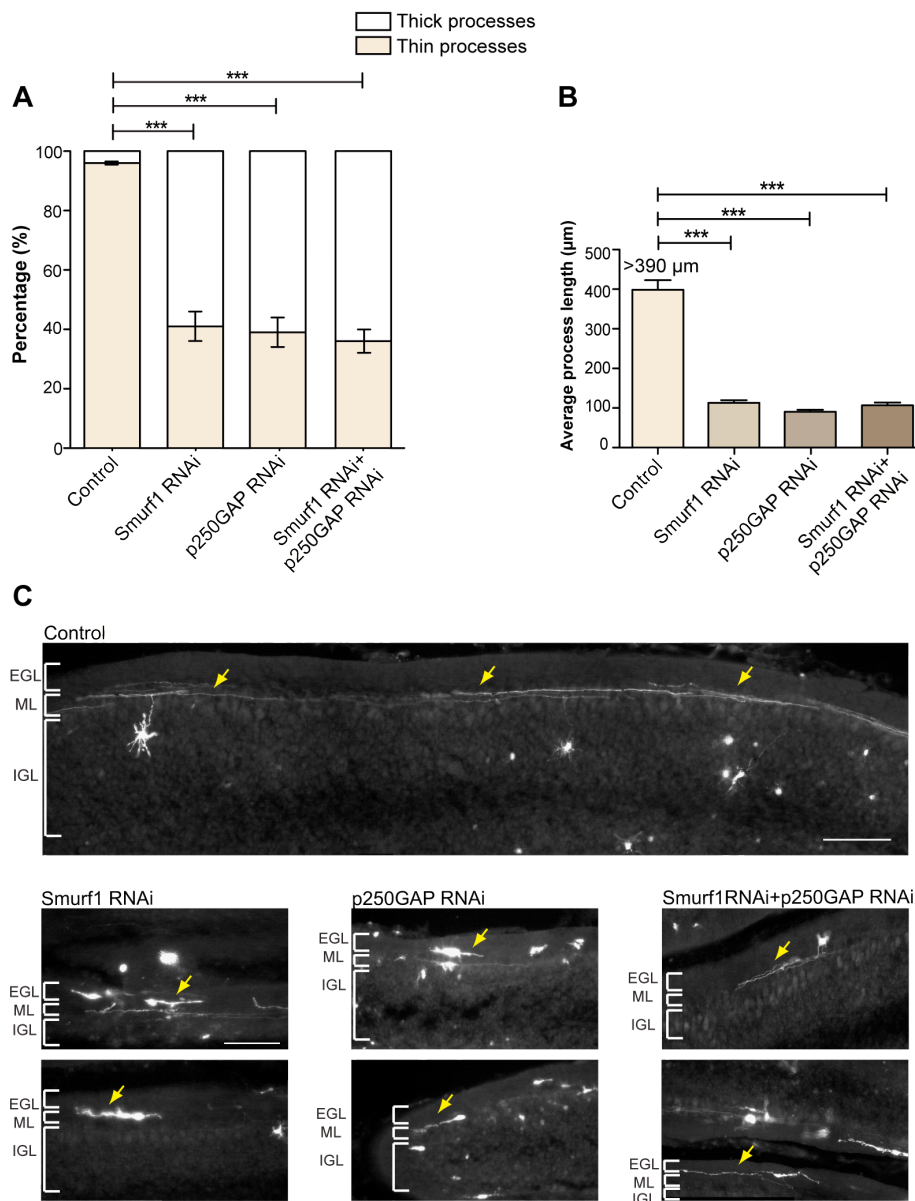 Thick processes
Thin processes
A
***
***
***
100
80
60
40
20
0
Percentage (%)
Control
Smurf1 RNAi
p250GAP RNAi
Smurf1 RNAi+
p250GAP RNAi
B
***
***
***
500
400
300
200
100
0
>390 µm
Average process length (µm)
Control
Smurf1 RNAi
p250GAP RNAi
Smurf1 RNAi+
p250GAP RNAi
C
Control
EGL
ML
IGL
Smurf1 RNAi
EGL
ML
IGL
p250GAP RNAi
EGL
ML
IGL
Smurf1RNAi+p250GAP RNAi
EGL
ML
IGL
EGL
ML
IGL
EGL
ML
IGL
EGL
ML
IGL